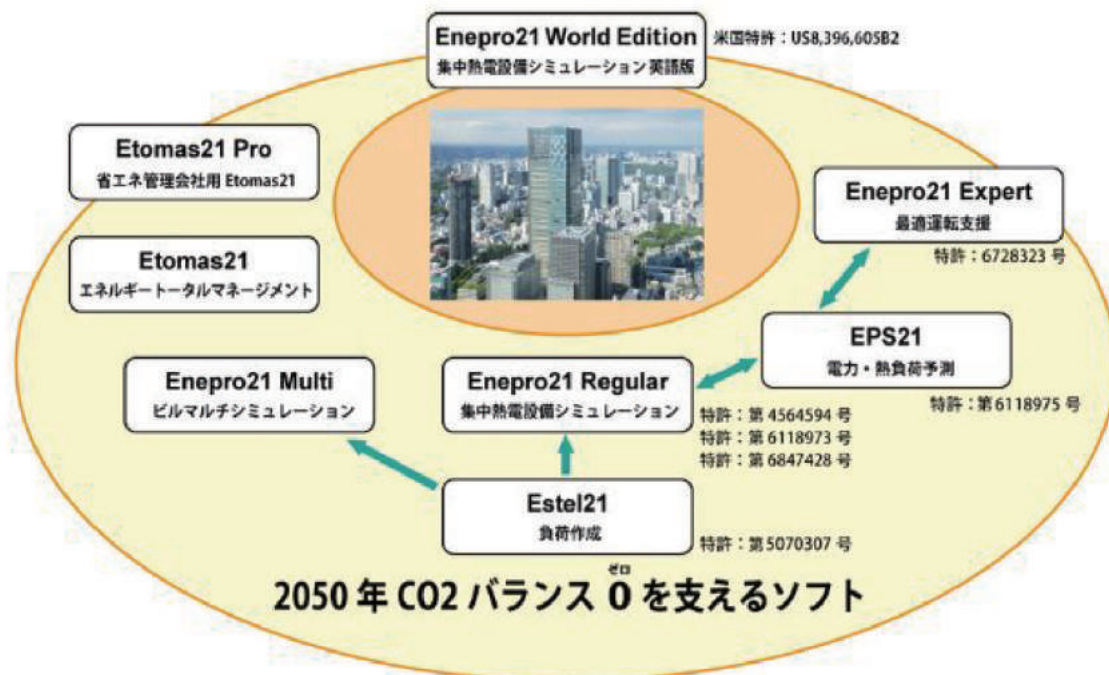 Enepro21 World Edition
集中熱電設備シミュレーション 英語版
米国特許：US8,396,605B2
Etomas21 Pro
省エネ管理会社用 Etomas21
Enepro21 Expert
最適運転支援
特許：6728323 号
Etomas21
エネルギートータルマネージメント
EPS21
電力・熱負荷予測
特許：第6118975 号
Enepro21 Multi
ビルマルチシミュレーション
Enepro21 Regular
集中熱電設備シミュレーション
特許：第 4564594 号
特許：第 6118973 号
特許：第 6847428 号
Estel21
負荷作成
特許：第5070307 号
ゼロ
2050 年 CO2 バランス 0 を支えるソフト